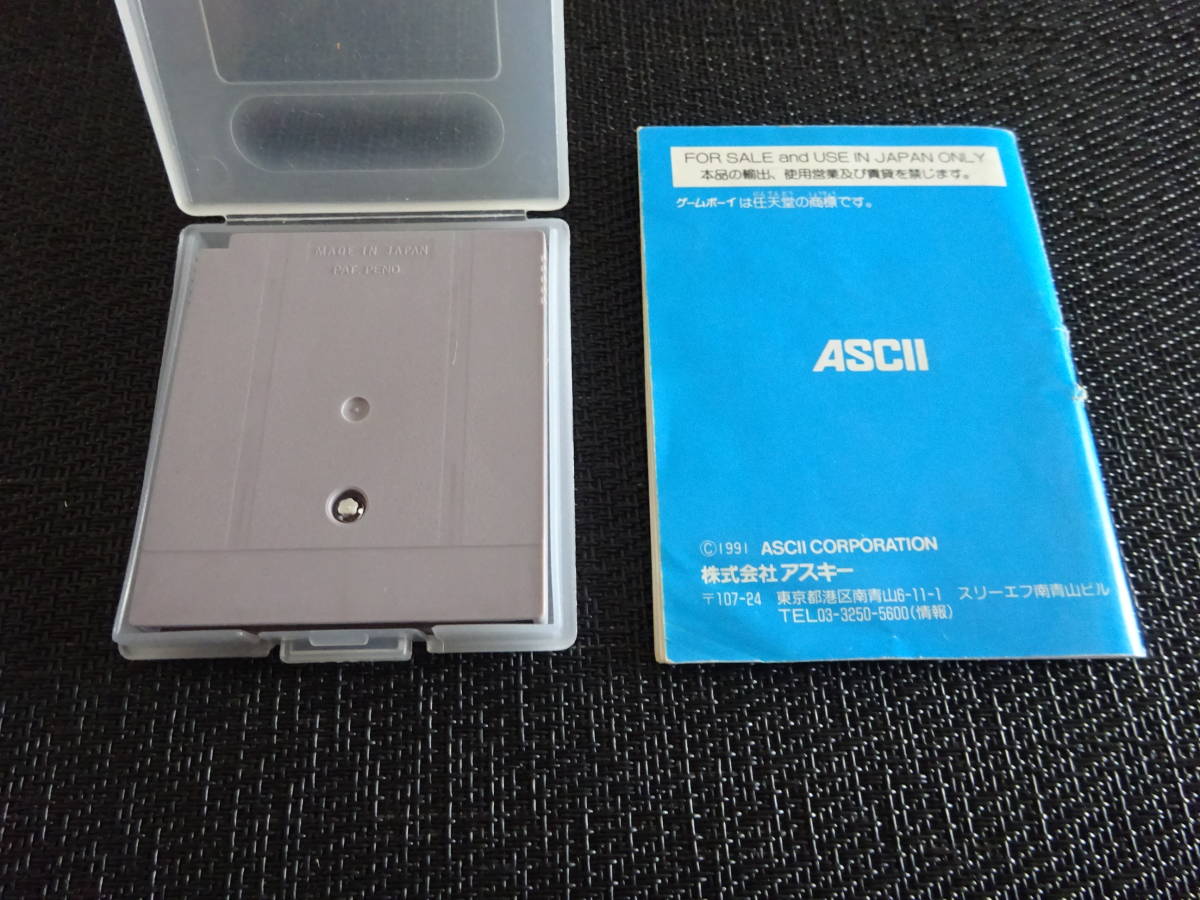 MADE IN JAPAN
PAT. PEND
FOR SALE and USE IN JAPAN ONLY
本品の輸出、使用営業及び賃貸を禁じます。
ゲームボーイは任天堂の商標です。
ASCII
©1991 ASCII CORPORATION
株式会社アスキー
〒107-24 東京都港区南青山6-11-1 スリーエフ南青山ビル
TEL03-3250-5600(情報)